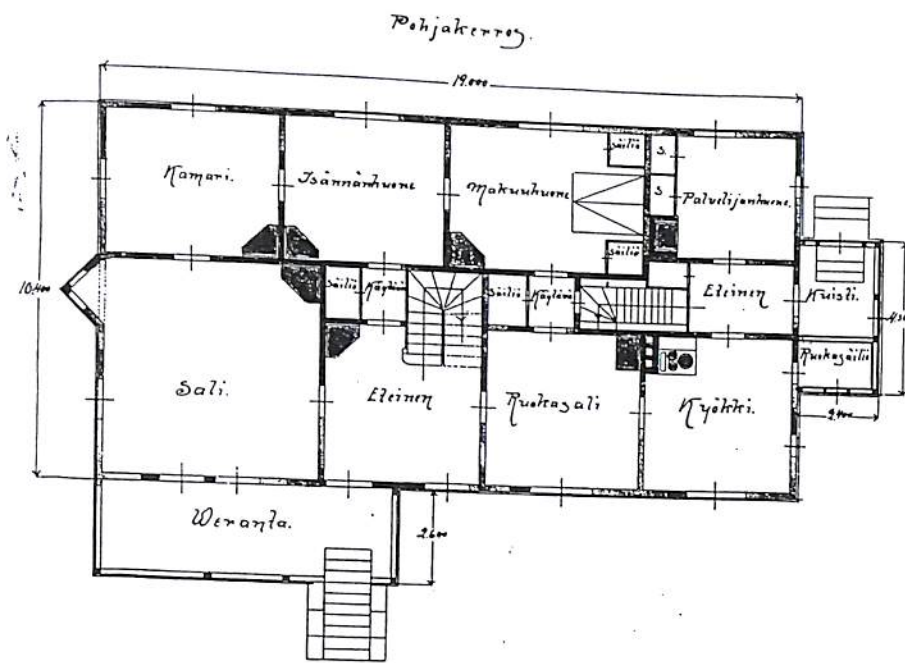 Pohjakerros.
19.000
Kamari.
Isännänhuone
Makuuhuone
Säiliö
S.
S
Palvelijanhuone.
Säiliö
10.400
Säiliö
Käytävä
Säiliö
Käytävä
Eteinen
Kuisti.
Ruokasäiliö
2.400
Sali.
Eteinen
Ruokasali
Kyökki.
Weranta.
2.600